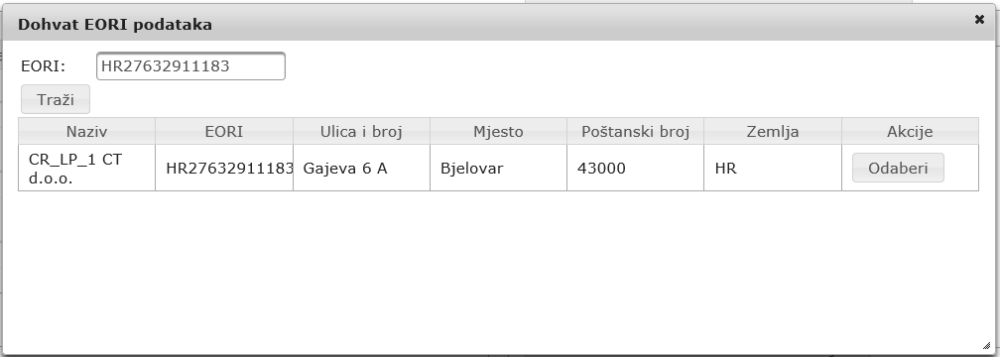 Dohvat EORI podataka
EORI: HR27632911183
Traži
Naziv EORI Ulica i broj Mjesto Poštanski broj Zemlja Akcije
CR_LP_1 CT d.o.o. HR27632911183 Gajeva 6 A Bjelovar 43000 HR Odaberi